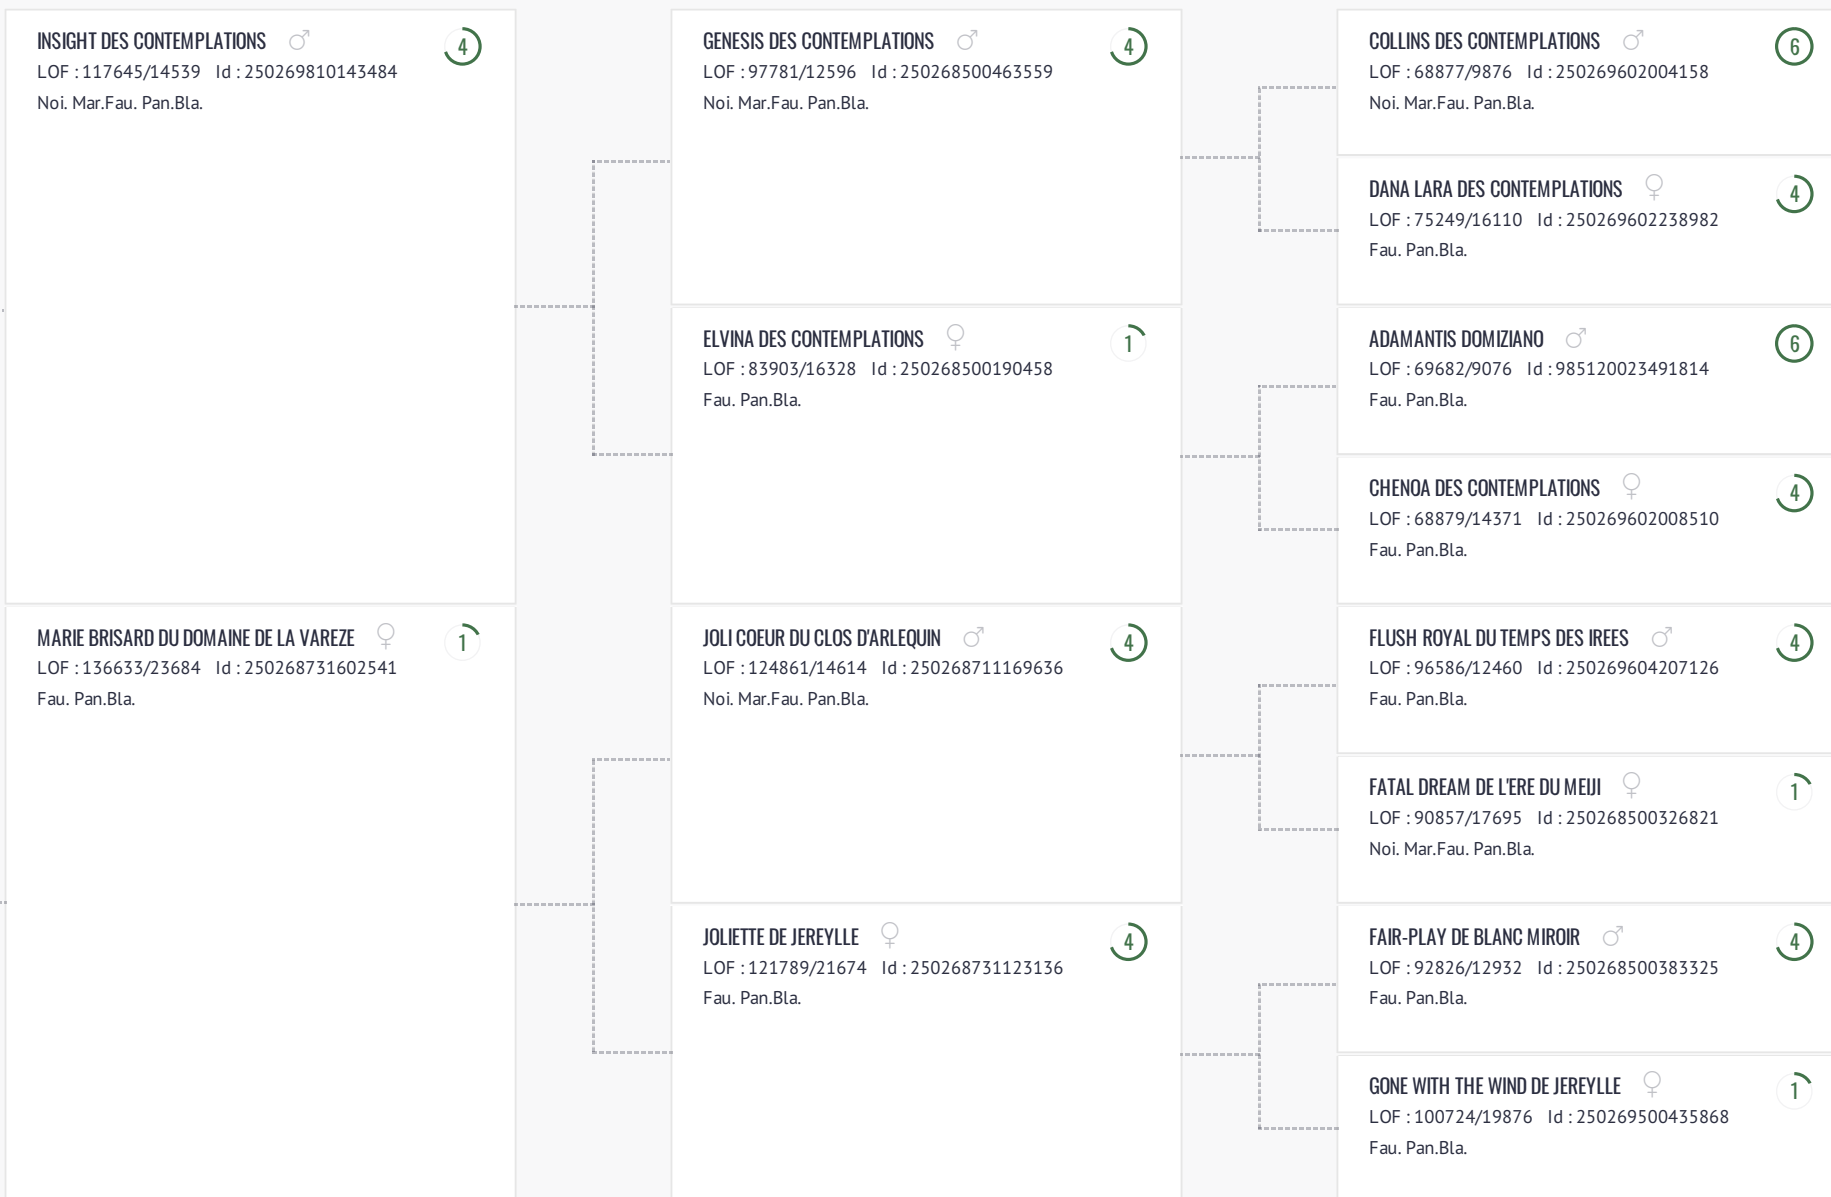 INSIGHT DES CONTEMPLATIONS
4
LOF : 117645/14539 Id : 250269810143484
Noi. Mar.Fau. Pan.Bla.
MARIE BRISARD DU DOMAINE DE LA VAREZE
1
LOF : 136633/23684 Id : 250268731602541
Fau. Pan.Bla.
GENESIS DES CONTEMPLATIONS
4
LOF : 97781/12596 Id : 250268500463559
Noi. Mar.Fau. Pan.Bla.
ELVINA DES CONTEMPLATIONS
1
LOF : 83903/16328 Id : 250268500190458
Fau. Pan.Bla.
JOLI COEUR DU CLOS D'ARLEQUIN
4
LOF : 124861/14614 Id : 250268711169636
Noi. Mar.Fau. Pan.Bla.
JOLIETTE DE JEREYLLE
4
LOF : 121789/21674 Id : 250268731123136
Fau. Pan.Bla.
COLLINS DES CONTEMPLATIONS
6
LOF : 68877/9876 Id : 250269602004158
Noi. Mar.Fau. Pan.Bla.
DANA LARA DES CONTEMPLATIONS
4
LOF : 75249/16110 Id : 250269602238982
Fau. Pan.Bla.
ADAMANTIS DOMIZIANO
6
LOF : 69682/9076 Id : 985120023491814
Fau. Pan.Bla.
CHENOA DES CONTEMPLATIONS
4
LOF : 68879/14371 Id : 250269602008510
Fau. Pan.Bla.
FLUSH ROYAL DU TEMPS DES IREES
4
LOF : 96586/12460 Id : 250269604207126
Fau. Pan.Bla.
FATAL DREAM DE L'ERE DU MEIJI
1
LOF : 90857/17695 Id : 250268500326821
Noi. Mar.Fau. Pan.Bla.
FAIR-PLAY DE BLANC MIROIR
4
LOF : 92826/12932 Id : 250268500383325
Fau. Pan.Bla.
GONE WITH THE WIND DE JEREYLLE
1
LOF : 100724/19876 Id : 250269500435868
Fau. Pan.Bla.